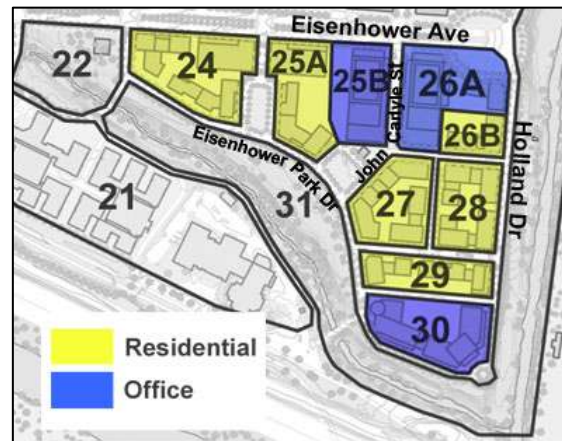 Eisenhower Ave
22
24
25A
25B
John Carlyle St
26A
26B
Holland Dr
Eisenhower Park Dr
21
31
27
28
29
30
Residential
Office